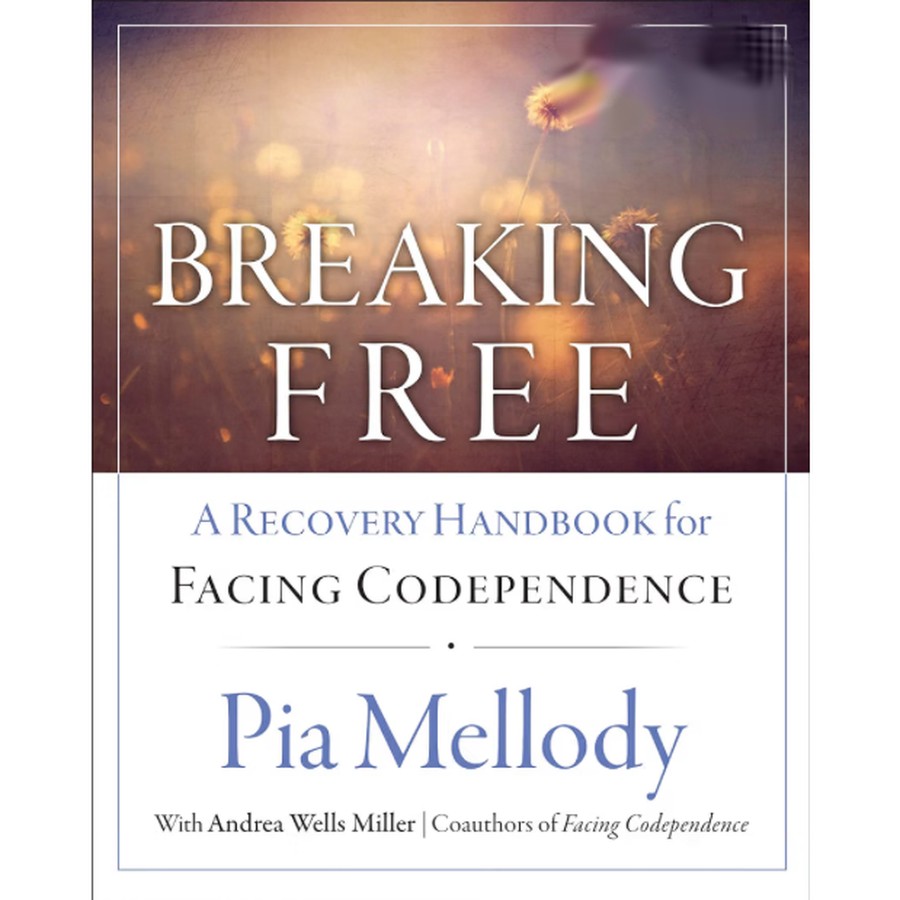 BREAKING
FREE
A RECOVERY HANDBOOK for
FACING CODEPENDENCE
Pia Mellody
With Andrea Wells Miller | Coauthors of Facing Codependence